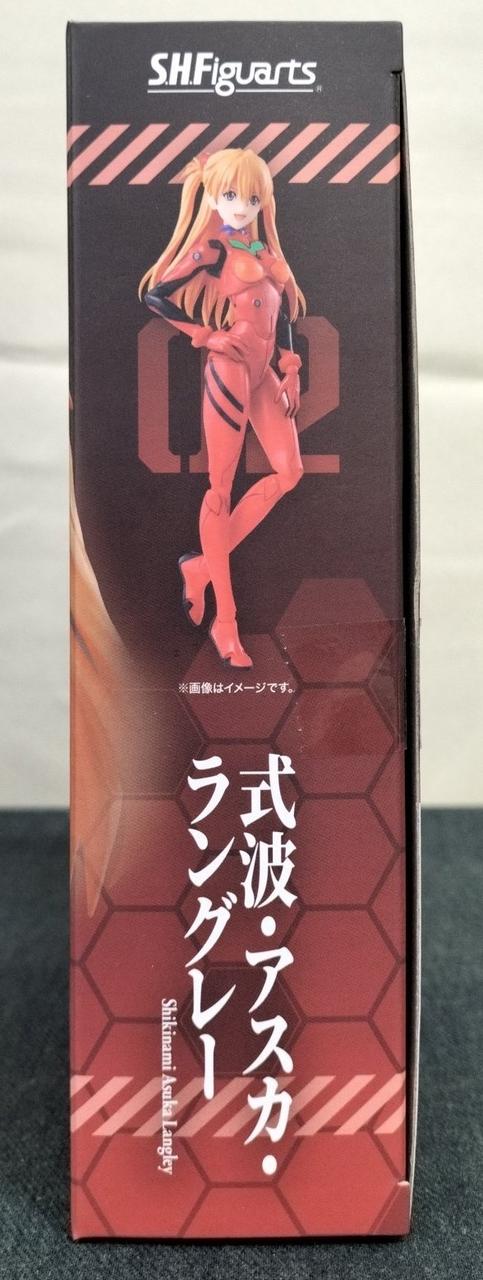 S.H.Figuarts
®
02
※画像はイメージです。
式波・アスカ・
ラングレー
Shikinami Asuka Langley